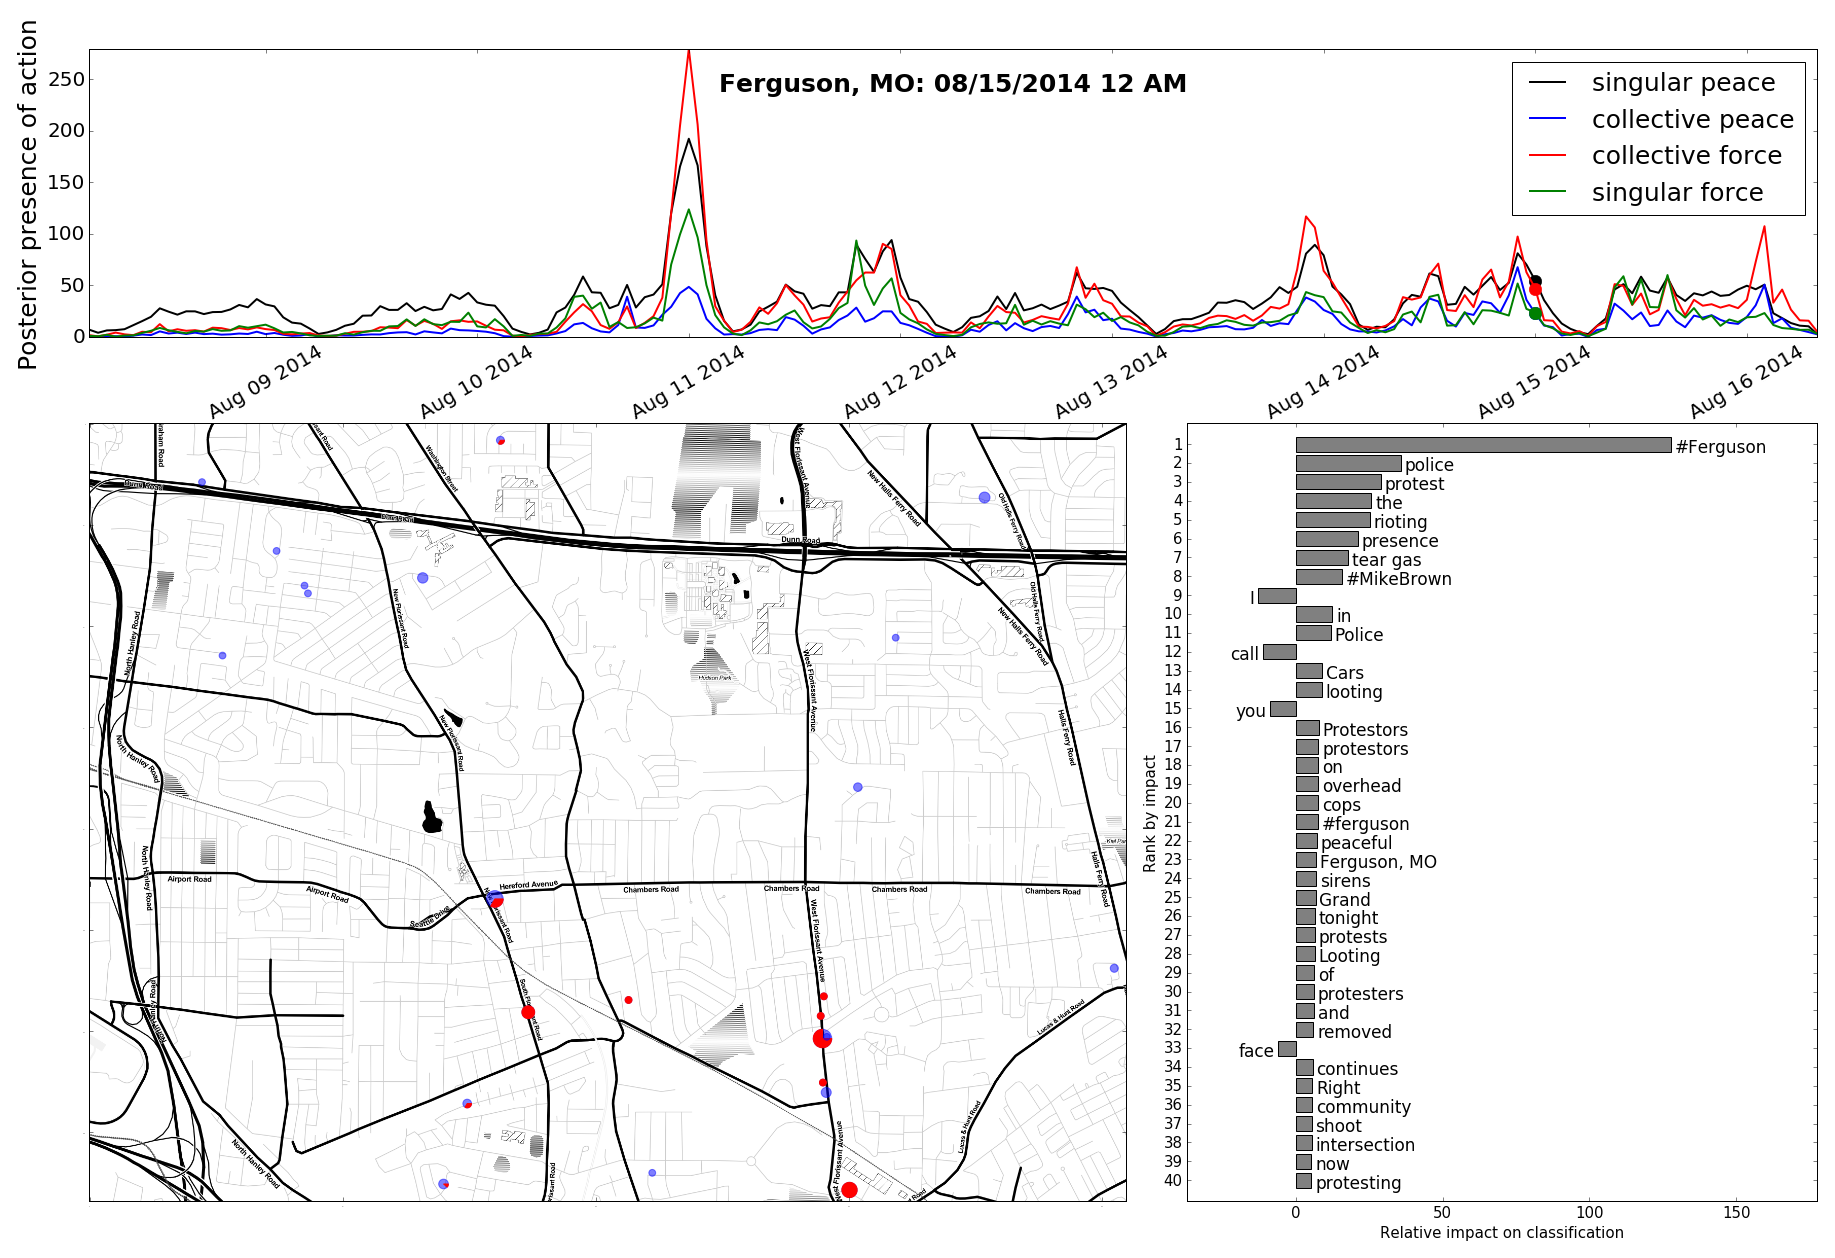 Ferguson, MO: 08/15/2014 12 AM
Posterior presence of action
250
200
150
100
50
0
singular peace
collective peace
collective force
singular force
Aug 09 2014
Aug 10 2014
Aug 11 2014
Aug 12 2014
Aug 13 2014
Aug 14 2014
Aug 15 2014
Aug 16 2014
Washington Street
West Florissant Avenue
New Halls Ferry Road
Old Halls Ferry Road
Dunn Road
Dunn Road
New Florissant Road
North Hanley Road
Old Halls Ferry Road
New Halls Ferry Road
Hudson Park
West Florissant Avenue
New Florissant Road
Halls Ferry Road
North Hanley Road
North Hanley Road
Halls Ferry Road
Airport Road
Airport Road
Seattle Drive
Hereford Avenue
Chambers Road
Chambers Road
Chambers Road
Chambers Road
West Florissant Avenue
Lucas & Hunt Road
Lucas & Hunt Road
North Hanley Road
West Florissant Avenue
Rank by impact
1 #Ferguson
2 police
3 protest
4 the
5 rioting
6 presence
7 tear gas
8 #MikeBrown
9 I
10 in
11 Police
12 call
13 Cars
14 looting
15 you
16 Protestors
17 protestors
18 on
19 overhead
20 cops
21 #ferguson
22 peaceful
23 Ferguson, MO
24 sirens
25 Grand
26 tonight
27 protests
28 Looting
29 of
30 protesters
31 and
32 removed
33 face
34 continues
35 Right
36 community
37 shoot
38 intersection
39 now
40 protesting
0 50 100 150
Relative impact on classification